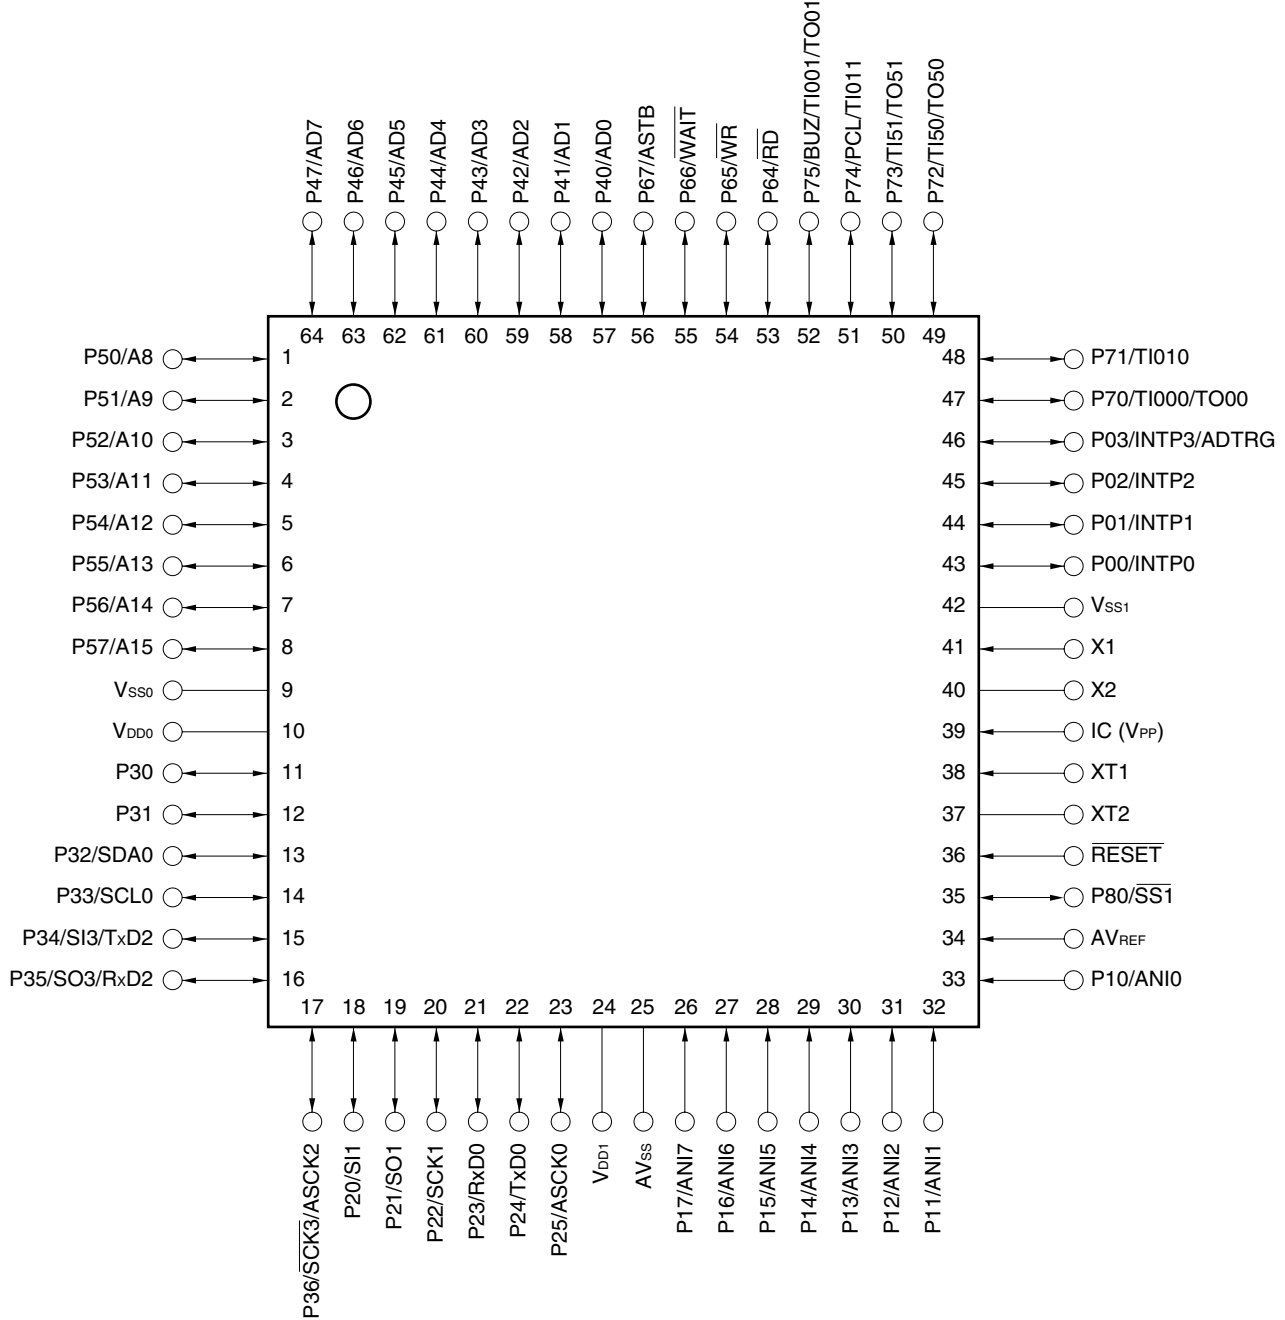 P47/AD7
P46/AD6
P45/AD5
P44/AD4
P43/AD3
P42/AD2
P41/AD1
P40/AD0
P67/ASTB
P66/W̅A̅I̅T̅
P65/W̅R̅
P64/R̅D̅
P75/BUZ/TI001/TO01
P74/PCL/TI011
P73/TI51/TO51
P72/TI50/TO50
64 63 62 61 60 59 58 57 56 55 54 53 52 51 50 49
P50/A8 1
P51/A9 2
P52/A10 3
P53/A11 4
P54/A12 5
P55/A13 6
P56/A14 7
P57/A15 8
VSS0 9
VDD0 10
P30 11
P31 12
P32/SDA0 13
P33/SCL0 14
P34/SI3/TxD2 15
P35/SO3/RxD2 16
48 P71/TI010
47 P70/TI000/TO00
46 P03/INTP3/ADTRG
45 P02/INTP2
44 P01/INTP1
43 P00/INTP0
42 VSS1
41 X1
40 X2
39 IC (VPP)
38 XT1
37 XT2
36 R̅E̅S̅E̅T̅
35 P80/S̅S̅1̅
34 AVREF
33 P10/ANI0
17 18 19 20 21 22 23 24 25 26 27 28 29 30 31 32
P36/S̅C̅K̅3̅/ASCK2
P20/SI1
P21/SO1
P22/SCK1
P23/RxD0
P24/TxD0
P25/ASCK0
VDD1
AVSS
P17/ANI7
P16/ANI6
P15/ANI5
P14/ANI4
P13/ANI3
P12/ANI2
P11/ANI1